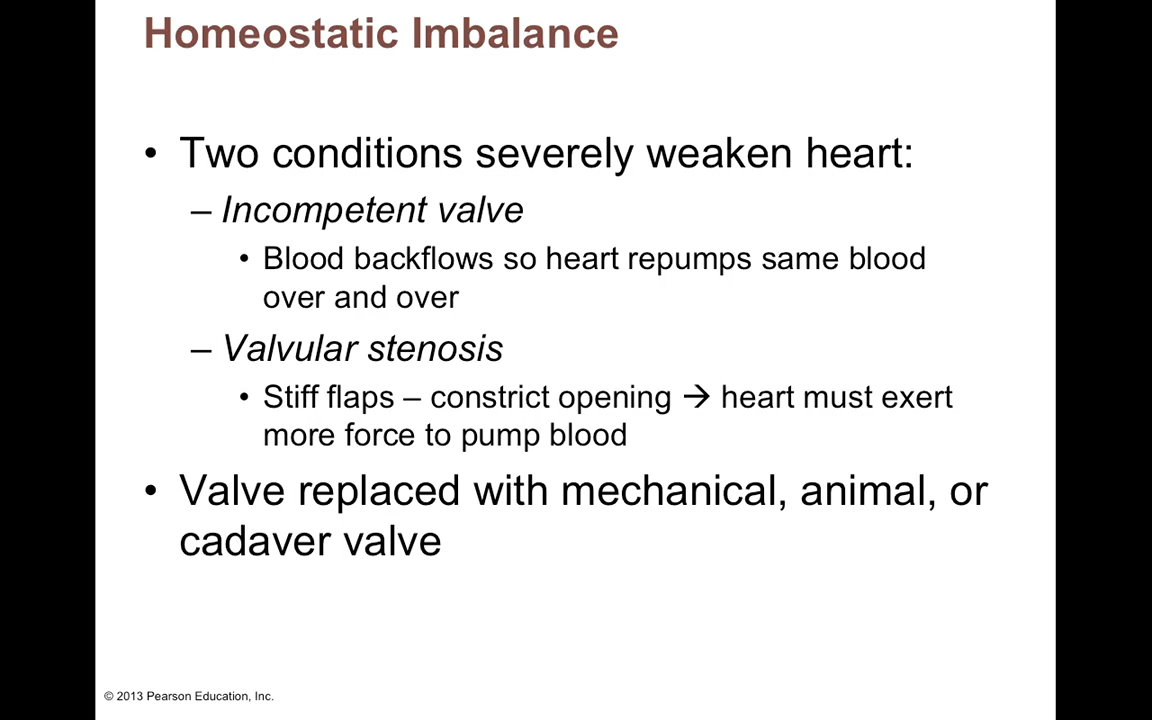 Homeostatic Imbalance
• Two conditions severely weaken heart:
– Incompetent valve
• Blood backflows so heart repumps same blood
over and over
– Valvular stenosis
• Stiff flaps – constrict opening → heart must exert
more force to pump blood
• Valve replaced with mechanical, animal, or
cadaver valve
© 2013 Pearson Education, Inc.